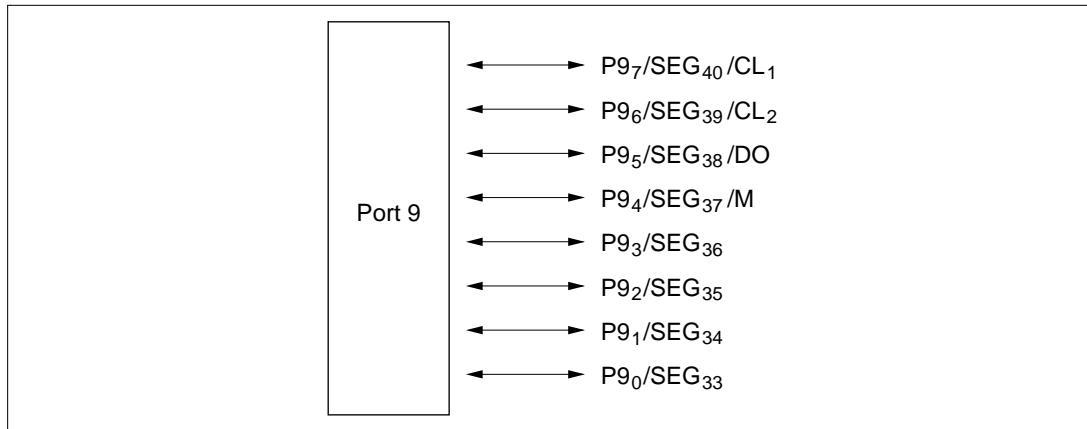 P9₇/SEG₄₀/CL₁
P9₆/SEG₃₉/CL₂
P9₅/SEG₃₈/DO
P9₄/SEG₃₇/M
Port 9
P9₃/SEG₃₆
P9₂/SEG₃₅
P9₁/SEG₃₄
P9₀/SEG₃₃